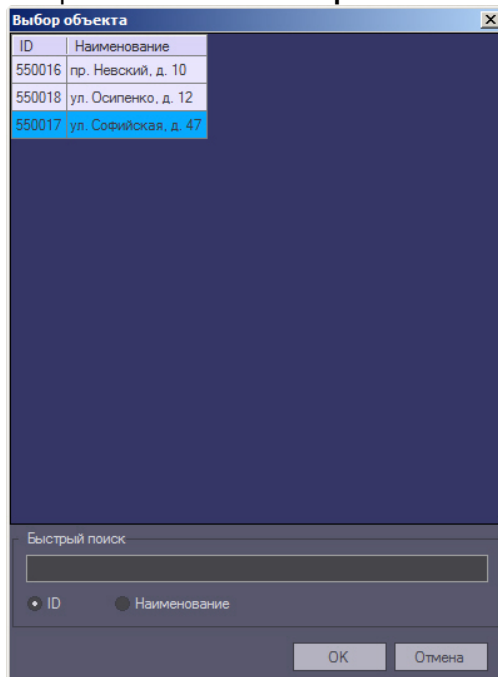 Выбор объекта
ID Наименование
550016 пр. Невский, д. 10
550018 ул. Осипенко, д. 12
550017 ул. Софийская, д. 47
Быстрый поиск
ID Наименование
OK Отмена